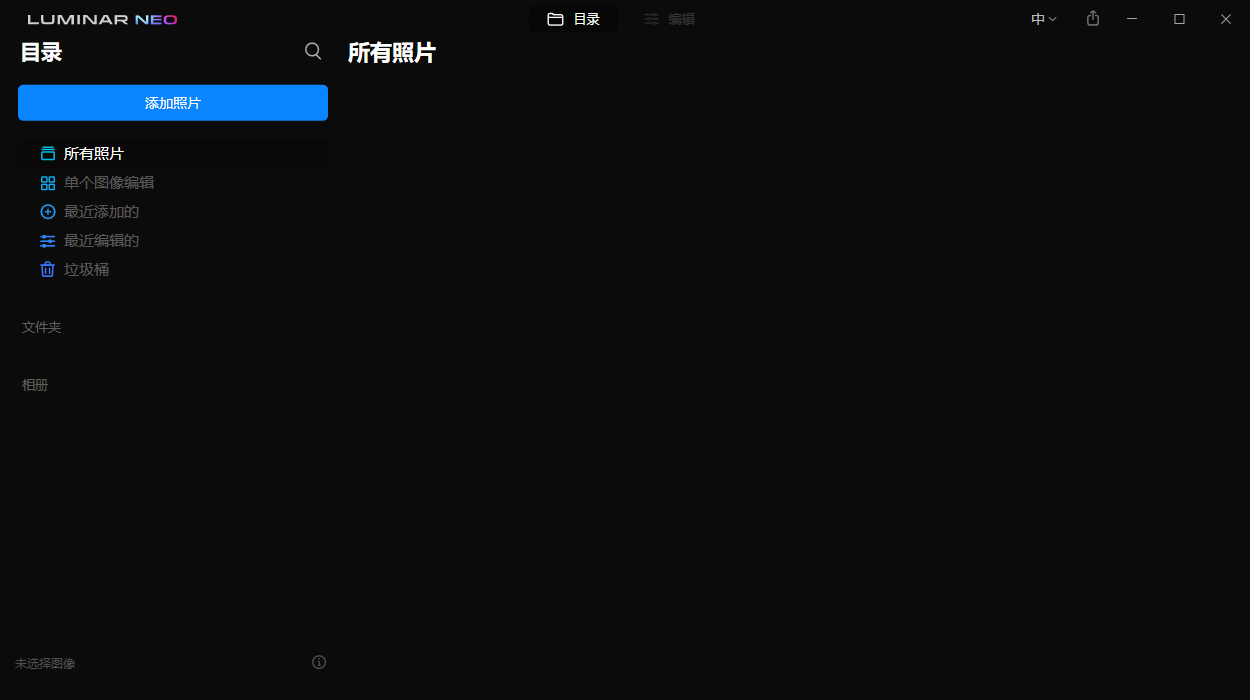 LUMINAR NEO
目录
编辑
中
目录
所有照片
添加照片
所有照片
单个图像编辑
最近添加的
最近编辑的
垃圾桶
文件夹
相册
未选择图像